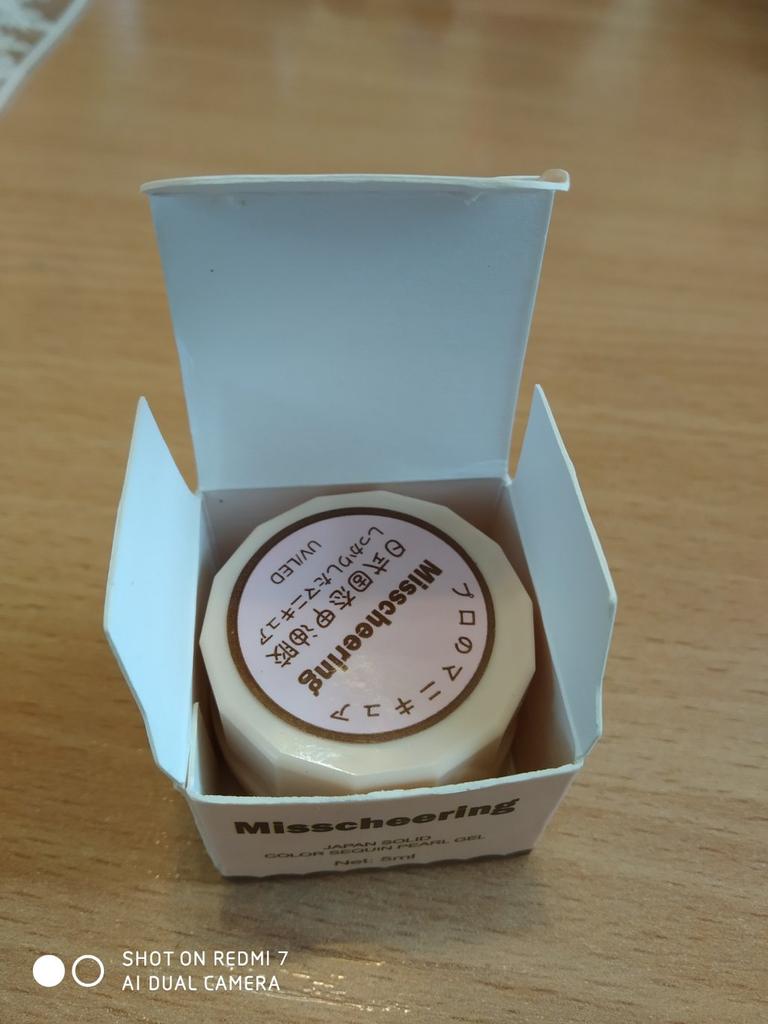 プロのマニキュア
Misscheering
日式固态甲油胶
しっかりしたマニキュア
UV/LED
Misscheering
JAPAN SOLID
COLOR SEQUIN PEARL GEL
Net: 5ml
SHOT ON REDMI 7
AI DUAL CAMERA